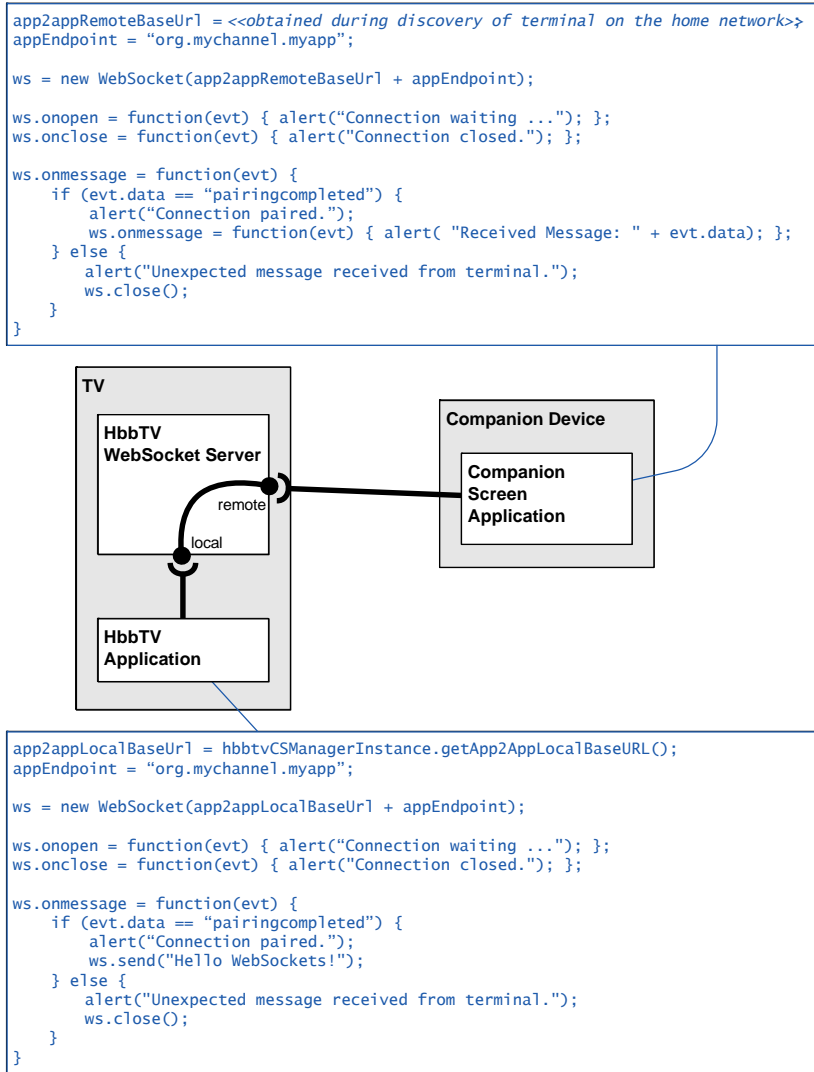 app2appRemoteBaseUrl = <<obtained during discovery of terminal on the home network>>;
appEndpoint = “org.mychannel.myapp”;
ws = new WebSocket(app2appRemoteBaseUrl + appEndpoint);
ws.onopen = function(evt) { alert(“Connection waiting ..."); };
ws.onclose = function(evt) { alert("Connection closed."); };
ws.onmessage = function(evt) {
if (evt.data == “pairingcompleted”) {
alert(“Connection paired.”);
ws.onmessage = function(evt) { alert( "Received Message: " + evt.data); };
} else {
alert("Unexpected message received from terminal.");
ws.close();
}
}
TV
HbbTV
WebSocket Server
remote
local
HbbTV
Application
Companion Device
Companion
Screen
Application
app2appLocalBaseUrl = hbbtvCSManagerInstance.getApp2AppLocalBaseURL();
appEndpoint = “org.mychannel.myapp”;
ws = new WebSocket(app2appLocalBaseUrl + appEndpoint);
ws.onopen = function(evt) { alert(“Connection waiting ..."); };
ws.onclose = function(evt) { alert("Connection closed."); };
ws.onmessage = function(evt) {
if (evt.data == “pairingcompleted”) {
alert(“Connection paired.”);
ws.send("Hello WebSockets!");
} else {
alert("Unexpected message received from terminal.");
ws.close();
}
}